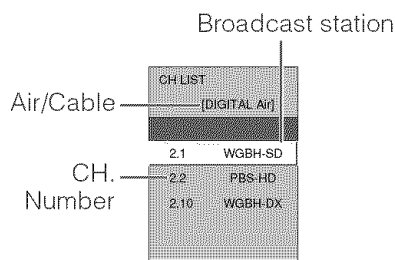 Broadcast station
CH LIST
Air/Cable
[DIGITAL Air]
2.1 WGBH-SD
CH. Number
2.2 PBS-HD
2.10 WGBH-DX